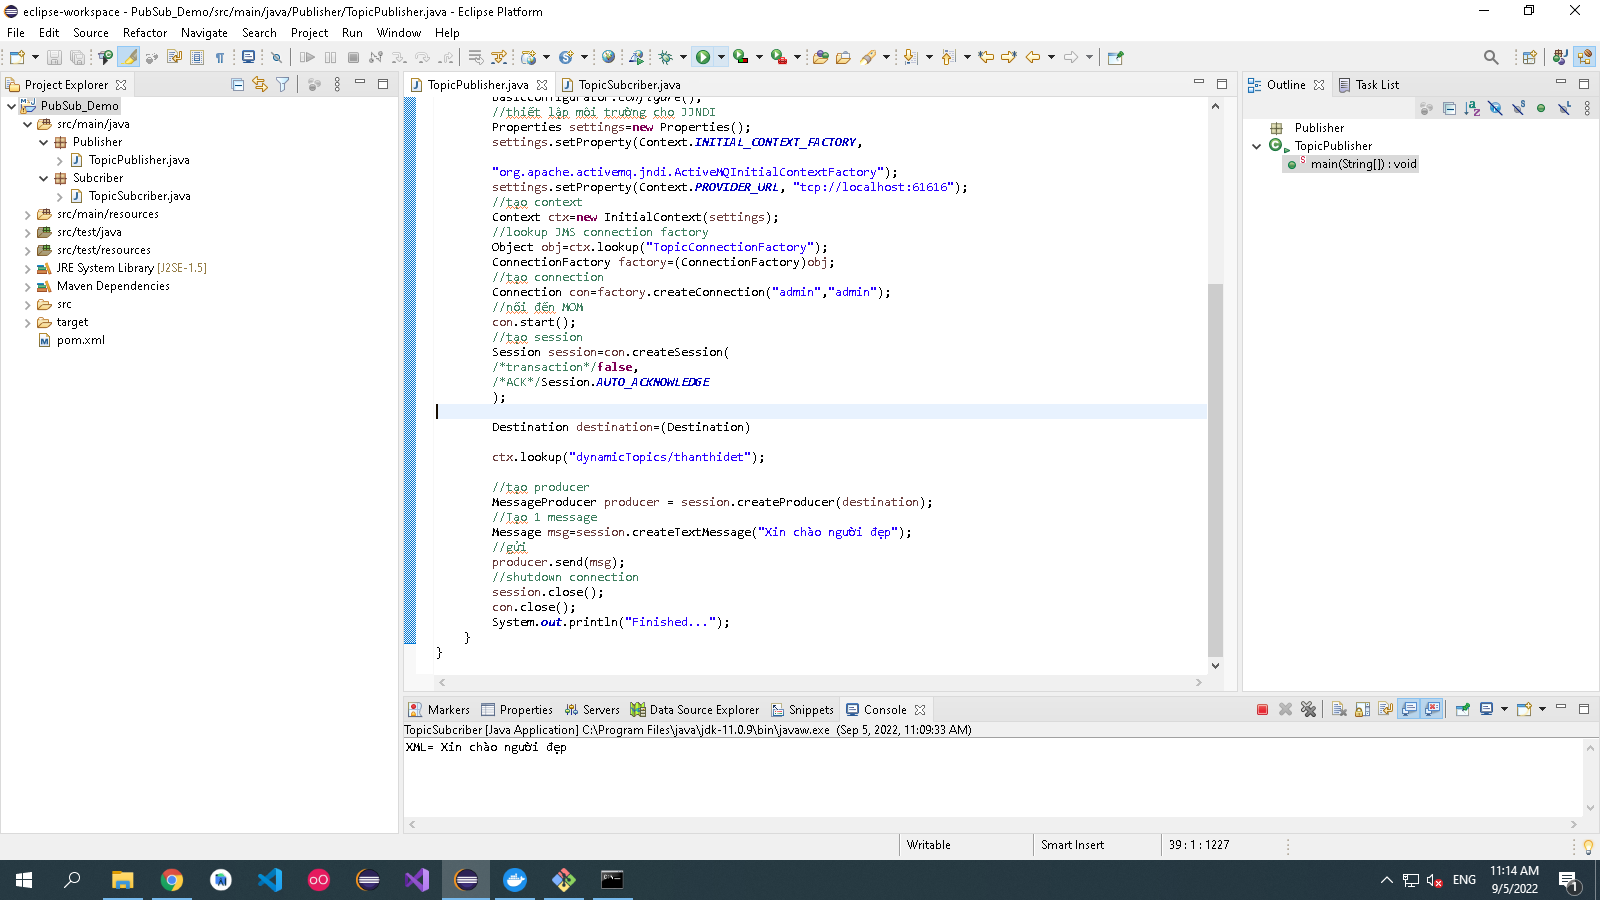 eclipse-workspace - PubSub_Demo/src/main/java/Publisher/TopicPublisher.java - Eclipse Platform
File Edit Source Refactor Navigate Search Project Run Window Help
Project Explorer
PubSub_Demo
src/main/java
Publisher
TopicPublisher.java
Subcriber
TopicSubcriber.java
src/main/resources
src/test/java
src/test/resources
JRE System Library [J2SE-1.5]
Maven Dependencies
src
target
pom.xml
TopicPublisher.java TopicSubcriber.java
BasicConfigurator.configure();
//thiết lập môi trường cho JJNDI
Properties settings=new Properties();
settings.setProperty(Context.INITIAL_CONTEXT_FACTORY,
"org.apache.activemq.jndi.ActiveMQInitialContextFactory");
settings.setProperty(Context.PROVIDER_URL, "tcp://localhost:61616");
//tạo context
Context ctx=new InitialContext(settings);
//lookup JMS connection factory
Object obj=ctx.lookup("TopicConnectionFactory");
ConnectionFactory factory=(ConnectionFactory)obj;
//tạo connection
Connection con=factory.createConnection("admin","admin");
//nối đến MOM
con.start();
//tạo session
Session session=con.createSession(
/*transaction*/false,
/*ACK*/Session.AUTO_ACKNOWLEDGE
);
Destination destination=(Destination)
ctx.lookup("dynamicTopics/thanthidet");
//tạo producer
MessageProducer producer = session.createProducer(destination);
//Tạo 1 message
Message msg=session.createTextMessage("Xin chào người đẹp");
//gửi
producer.send(msg);
//shutdown connection
session.close();
con.close();
System.out.println("Finished...");
}
}
Outline Task List
Publisher
TopicPublisher
main(String[]) : void
Markers Properties Servers Data Source Explorer Snippets Console
TopicSubcriber [Java Application] C:\Program Files\java\jdk-11.0.9\bin\javaw.exe (Sep 5, 2022, 11:09:33 AM)
XML= Xin chào người đẹp
Writable Smart Insert 39 : 1 : 1227
ENG 11:14 AM
9/5/2022
1